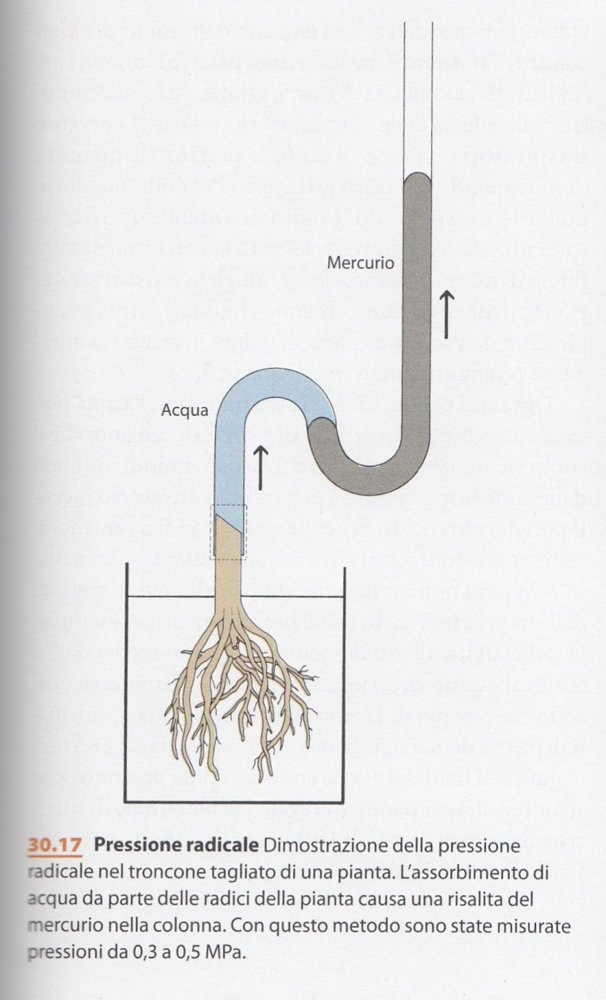 Mercurio
Acqua
30.17 Pressione radicale Dimostrazione della pressione
radicale nel troncone tagliato di una pianta. L’assorbimento di
acqua da parte delle radici della pianta causa una risalita del
mercurio nella colonna. Con questo metodo sono state misurate
pressioni da 0,3 a 0,5 MPa.